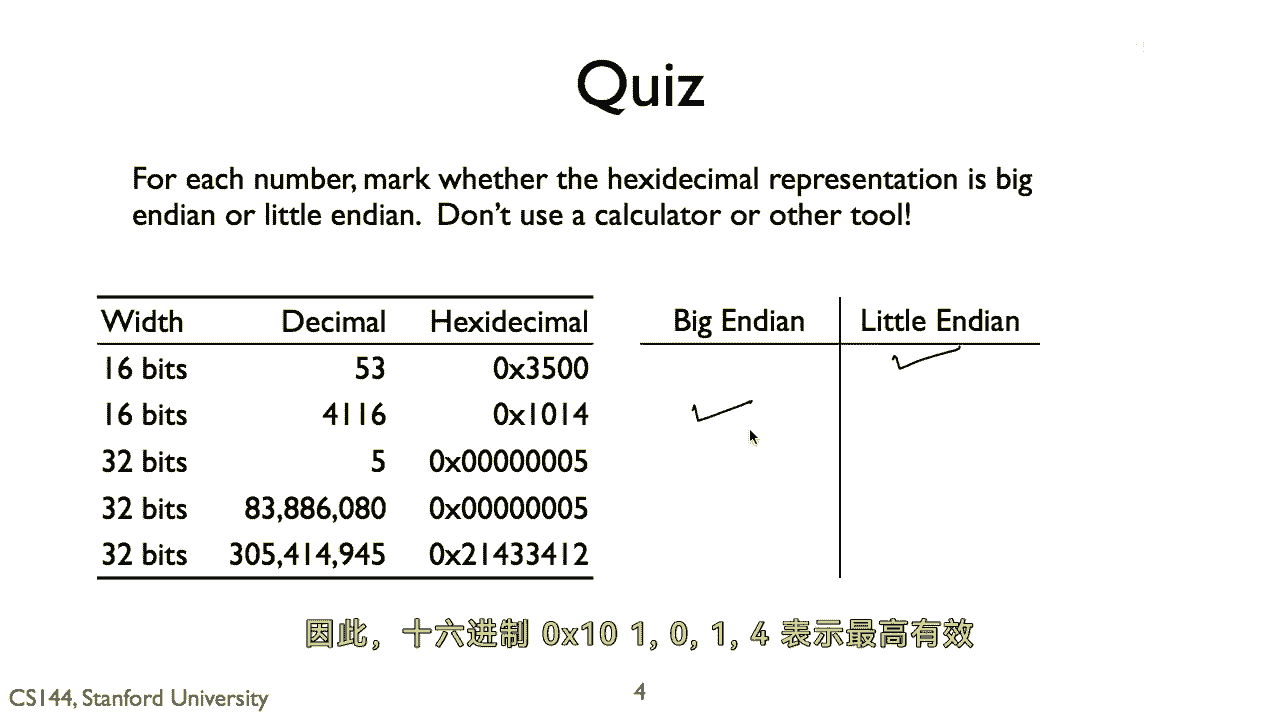 Quiz
For each number, mark whether the hexidecimal representation is big
endian or little endian. Don't use a calculator or other tool!
Width Decimal Hexidecimal Big Endian Little Endian
16 bits 53 0x3500
16 bits 4116 0x1014
32 bits 5 0x00000005
32 bits 83,886,080 0x00000005
32 bits 305,414,945 0x21433412
因此，十六进制 0x10 1, 0, 1, 4 表示最高有效
CS144, Stanford University 4